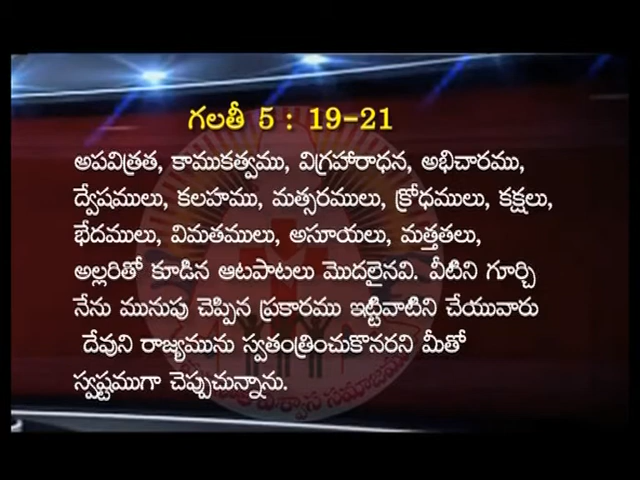 గలతీ 5 : 19-21
అపవిత్రత, కాముకత్వము, విగ్రహారాధన, అభిచారము,
ద్వేషములు, కలహము, మత్సరములు, క్రోధములు, కక్షలు,
భేదములు, విమతములు, అసూయలు, మత్తతలు,
అల్లరితో కూడిన ఆటపాటలు మొదలైనవి. వీటిని గూర్చి
నేను మునుపు చెప్పిన ప్రకారము ఇట్టివాటిని చేయువారు
దేవుని రాజ్యమును స్వతంత్రించుకొనరని మీతో
స్పష్టముగా చెప్పుచున్నాను.
విశ్వాస సమాజము